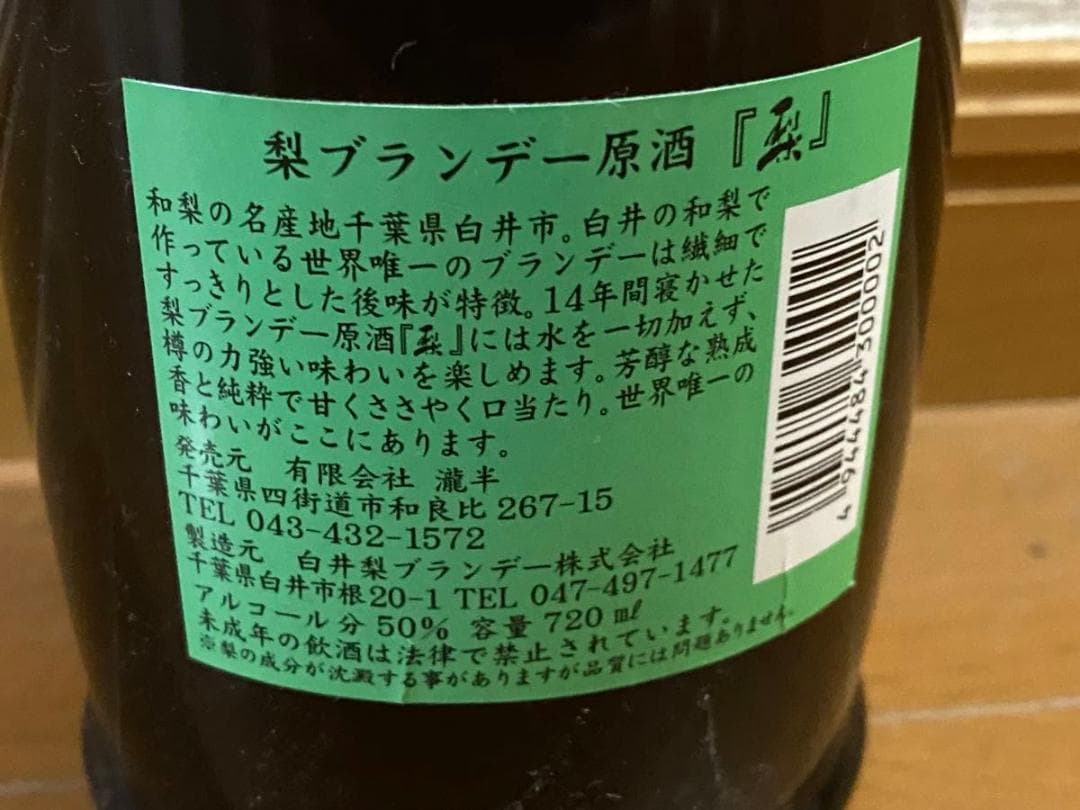 梨ブランデー原酒『梨』
和梨の名産地千葉県白井市。白井の和梨で
作っている世界唯一のブランデーは繊細で
すっきりとした後味が特徴。14年間寝かせた
梨ブランデー原酒『梨』には水を一切加えず、
樽の力強い味わいを楽しめます。芳醇な熟成
香と純粋で甘くささやく口当たり。世界唯一の
味わいがここにあります。
発売元 有限会社 瀧半
千葉県四街道市和良比 267-15
TEL 043-432-1572
製造元 白井梨ブランデー株式会社
千葉県白井市根20-1 TEL 047-497-1477
アルコール分 50% 容量 720 ㎖
未成年の飲酒は法律で禁止されています。
※梨の成分が沈澱する事がありますが品質には問題ありません。
4 944484 300002